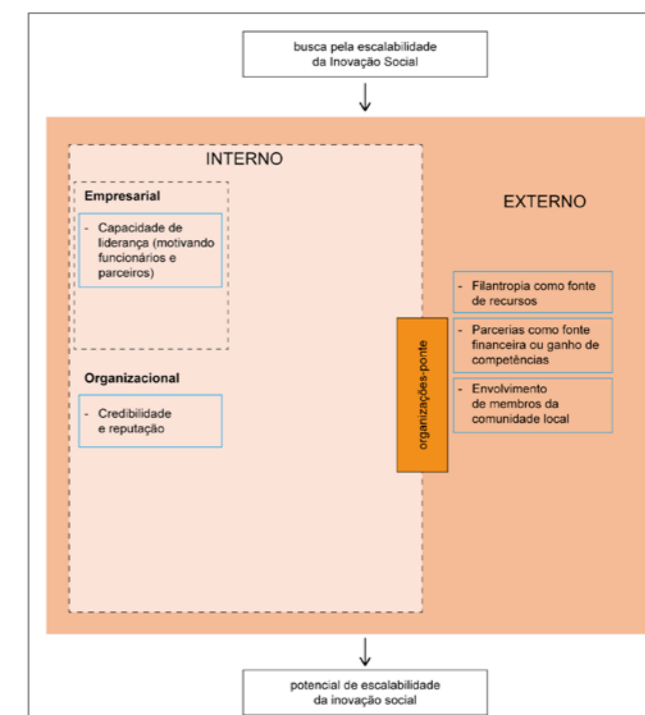 busca pela escalabilidade
da Inovação Social
INTERNO
Empresarial
- Capacidade de
liderança (motivando
funcionários e
parceiros)
Organizacional
- Credibilidade
e reputação
organizações-ponte
EXTERNO
- Filantropia como fonte
de recursos
- Parcerias como fonte
financeira ou ganho de
competências
- Envolvimento
de membros da
comunidade local
potencial de escalabilidade
da inovação social